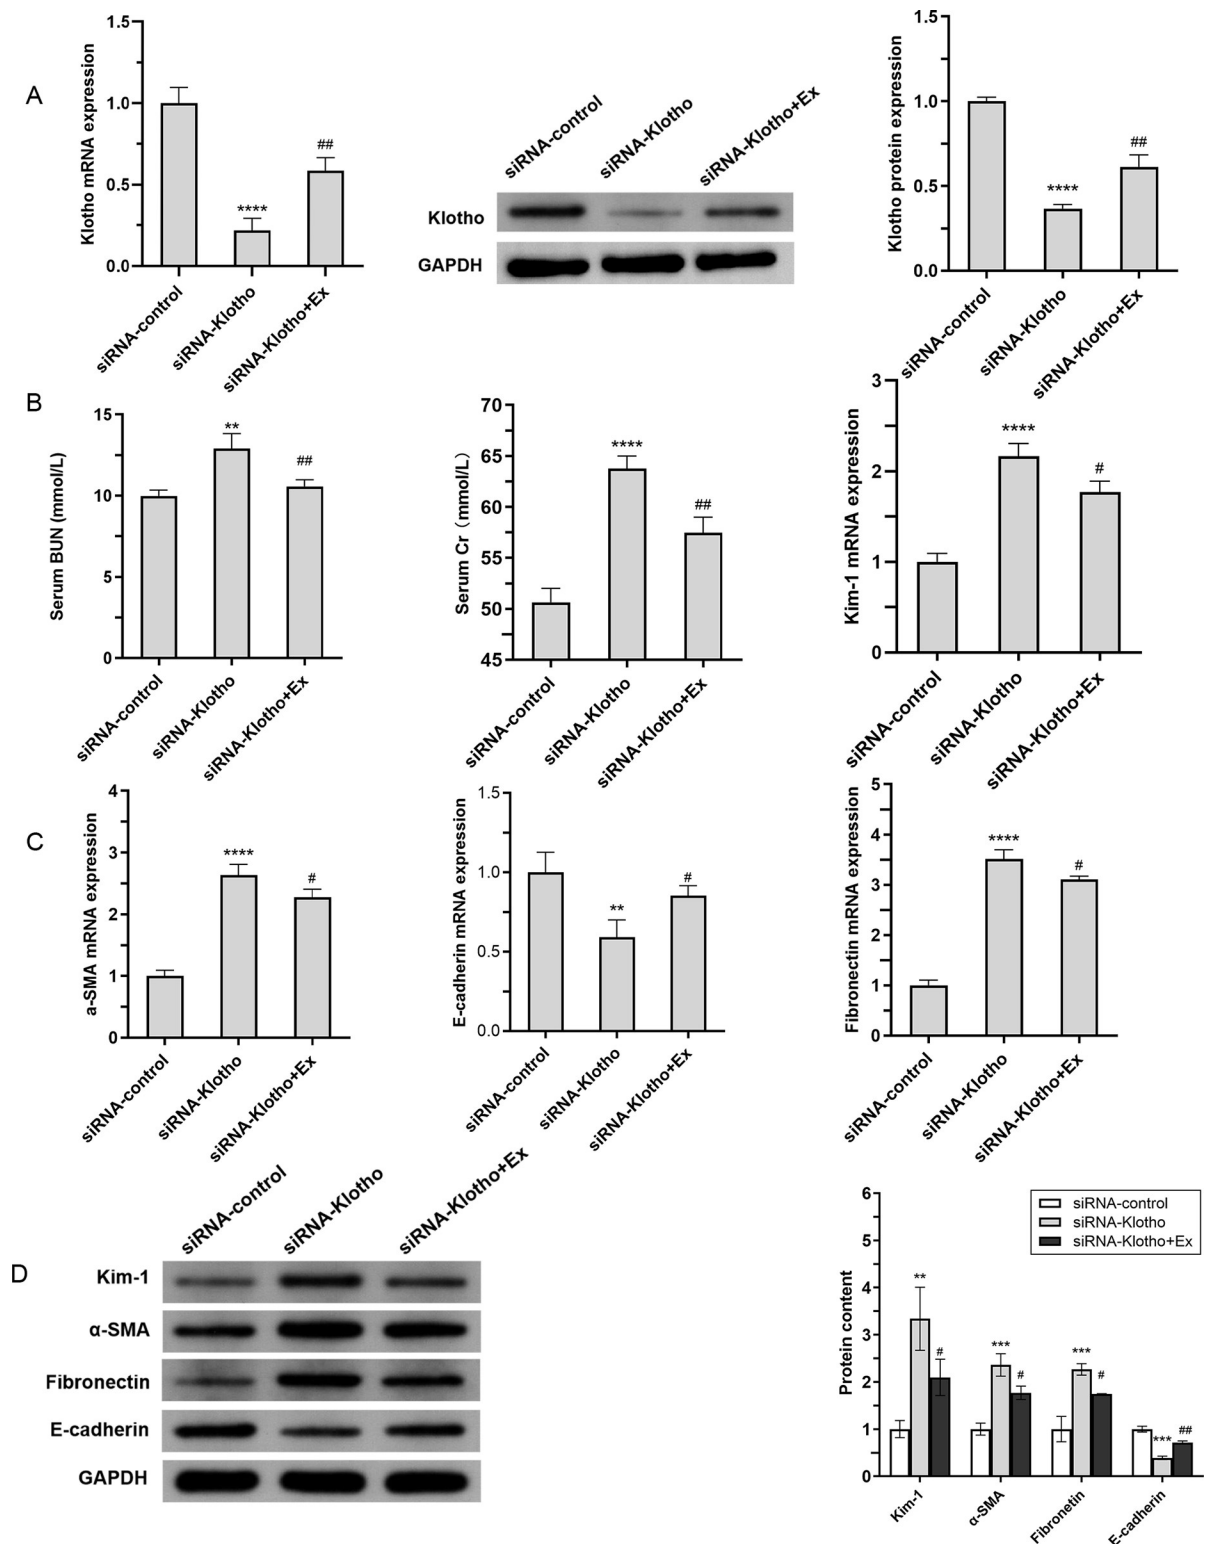 A
Klotho mRNA expression
1.5
1.0
0.5
0.0
****
##
siRNA-control
siRNA-Klotho
siRNA-Klotho+Ex
siRNA-control
siRNA-Klotho
siRNA-Klotho+Ex
Klotho
GAPDH
Klotho protein expression
1.5
1.0
0.5
0.0
****
##
siRNA-control
siRNA-Klotho
siRNA-Klotho+Ex
B
Serum BUN (mmol/L)
15
10
5
0
**
##
siRNA-control
siRNA-Klotho
siRNA-Klotho+Ex
Serum Cr（mmol/L）
70
65
60
55
50
45
****
##
siRNA-control
siRNA-Klotho
siRNA-Klotho+Ex
Kim-1 mRNA expression
3
2
1
0
****
#
siRNA-control
siRNA-Klotho
siRNA-Klotho+Ex
C
a-SMA mRNA expression
4
3
2
1
0
****
#
siRNA-control
siRNA-Klotho
siRNA-Klotho+Ex
E-cadherin mRNA expression
1.5
1.0
0.5
0.0
**
#
siRNA-control
siRNA-Klotho
siRNA-Klotho+Ex
Fibronectin mRNA expression
5
4
3
2
1
0
****
#
siRNA-control
siRNA-Klotho
siRNA-Klotho+Ex
D
siRNA-control
siRNA-Klotho
siRNA-Klotho+Ex
Kim-1
α-SMA
Fibronectin
E-cadherin
GAPDH
Protein content
6
5
4
3
2
1
0
siRNA-control
siRNA-Klotho
siRNA-Klotho+Ex
**
#
***
#
***
#
***
##
Kim-1
α-SMA
Fibronetin
E-cadherin